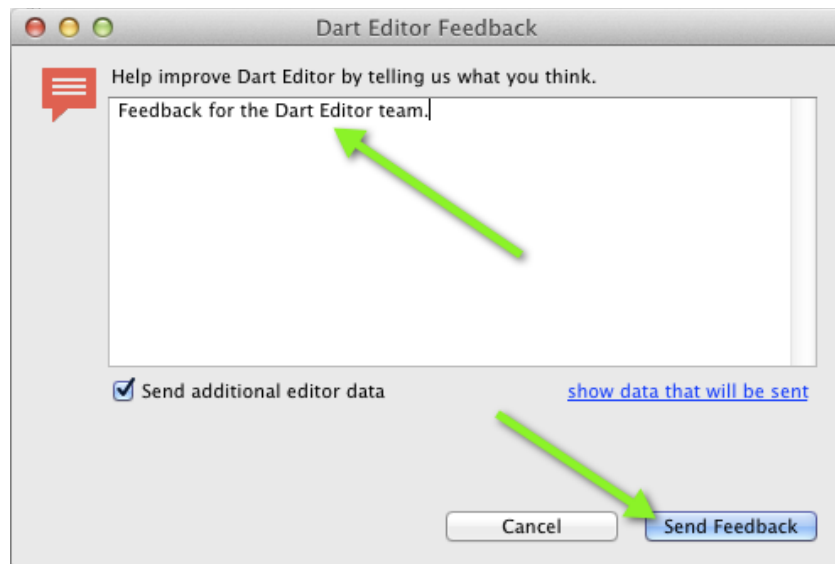 Dart Editor Feedback
Help improve Dart Editor by telling us what you think.
Feedback for the Dart Editor team.
Send additional editor data
show data that will be sent
Cancel
Send Feedback